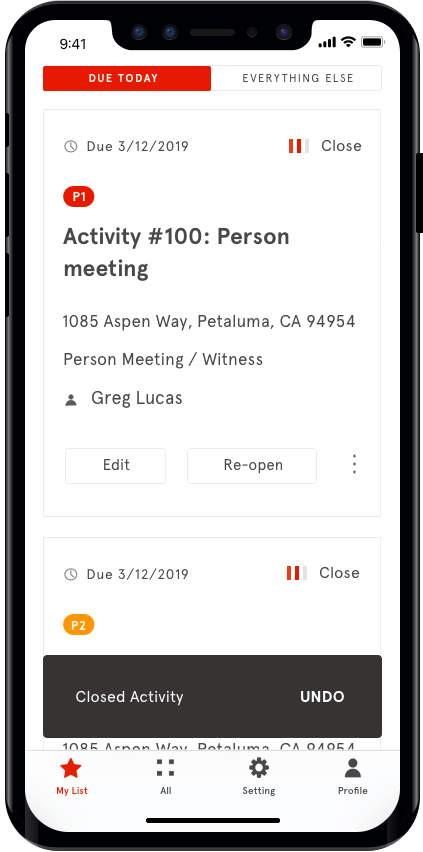 9:41
DUE TODAY
EVERYTHING ELSE
Due 3/12/2019
Close
P1
Activity #100: Person
meeting
1085 Aspen Way, Petaluma, CA 94954
Person Meeting / Witness
Greg Lucas
Edit
Re-open
Due 3/12/2019
Close
P2
Closed Activity
UNDO
1085 Aspen Way, Petaluma, CA 94954
My List
All
Setting
Profile